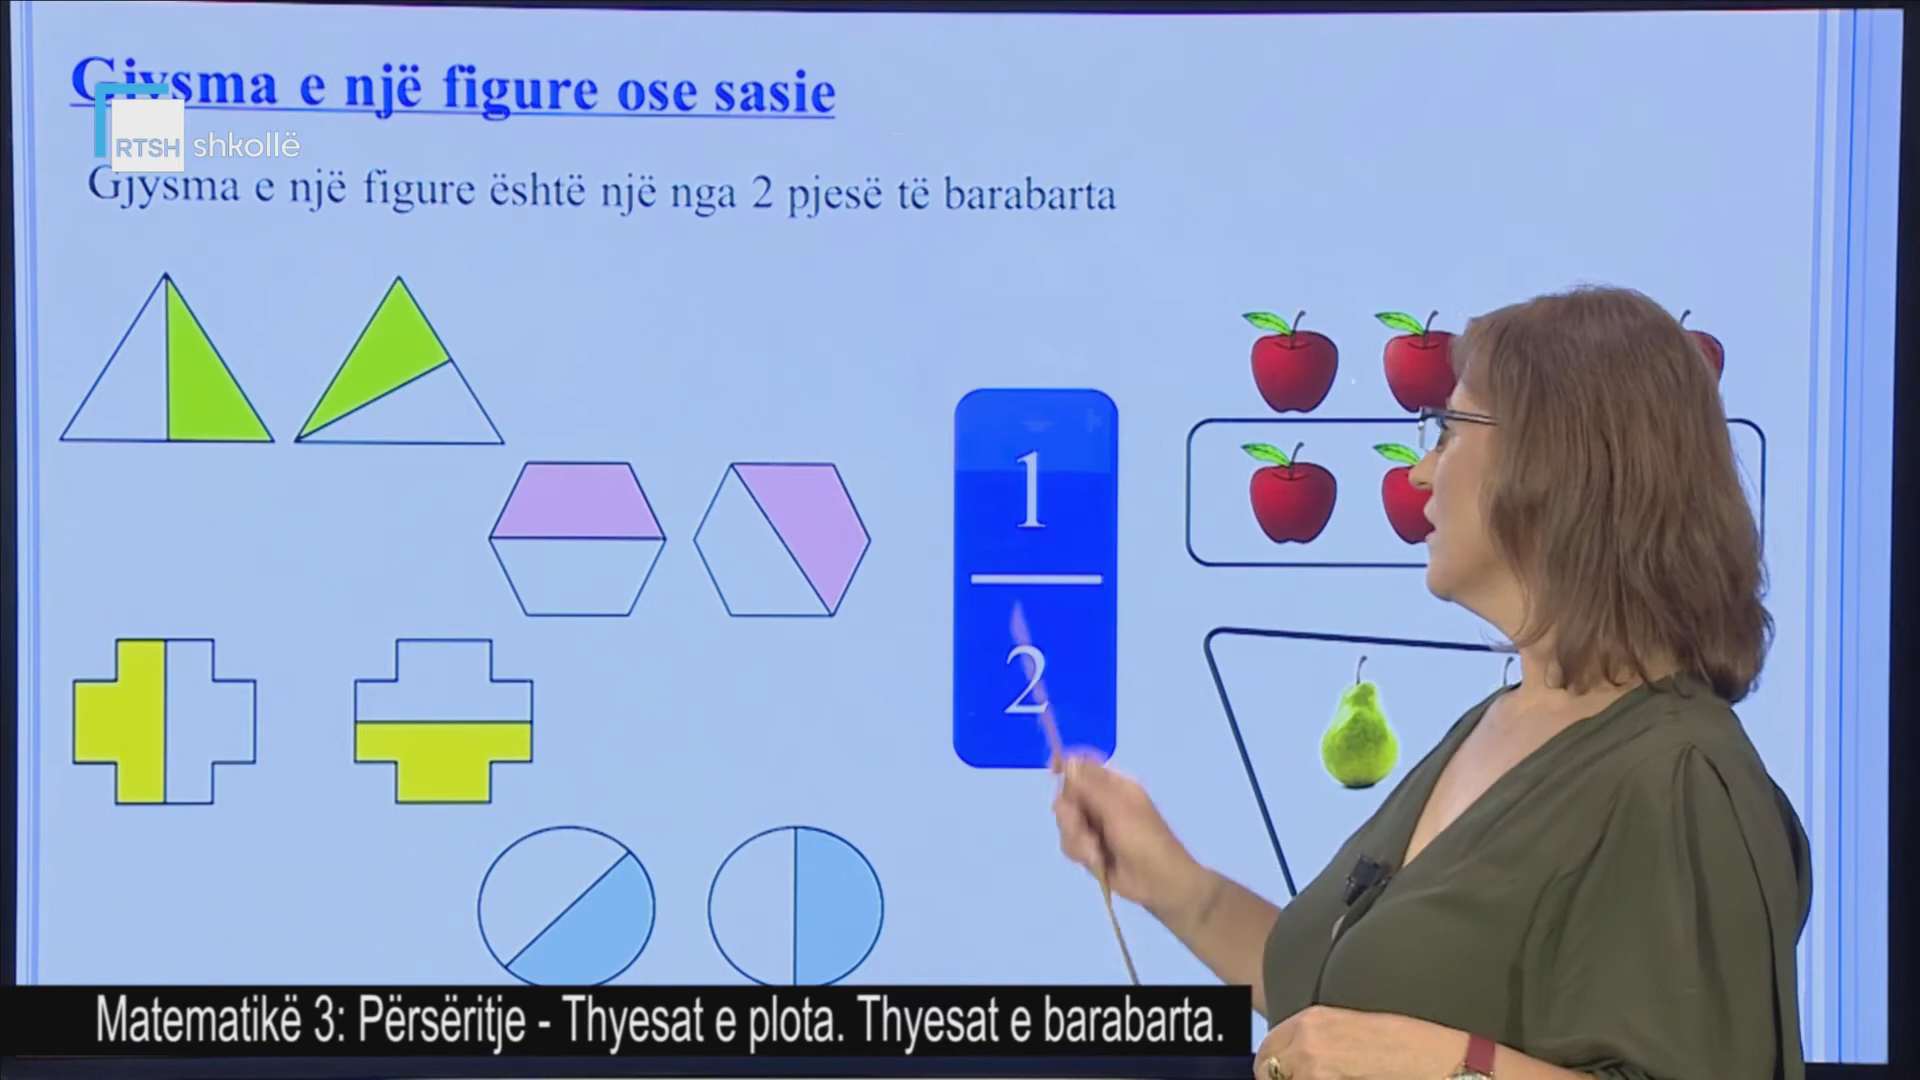 Gjysma e një figure ose sasie
RTSH shkollë
Gjysma e një figure është një nga 2 pjesë të barabarta
1
2
Matematikë 3: Përsëritje - Thyesat e plota. Thyesat e barabarta.